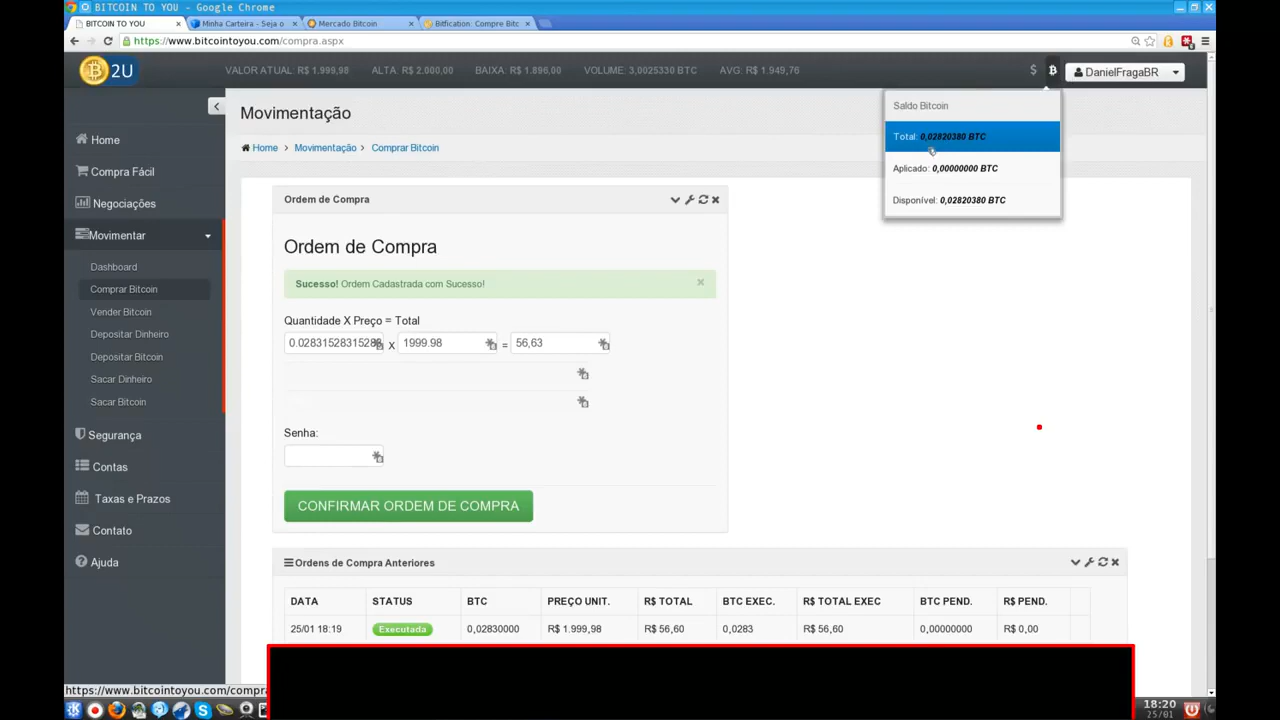 BITCOIN TO YOU - Google Chrome
BITCOIN TO YOU
Minha Carteira - Seja o
Mercado Bitcoin
Bitfication: Compre Bitc
https://www.bitcointoyou.com/compra.aspx
B 2U
VALOR ATUAL: R$ 1.999,98
ALTA: R$ 2.000,00
BAIXA: R$ 1.896,00
VOLUME: 3,0025330 BTC
AVG: R$ 1.949,76
$
DanielFragaBR
Saldo Bitcoin
Total: 0,02820380 BTC
Aplicado: 0,00000000 BTC
Disponível: 0,02820380 BTC
Home
Compra Fácil
Negociações
Movimentar
Dashboard
Comprar Bitcoin
Vender Bitcoin
Depositar Dinheiro
Depositar Bitcoin
Sacar Dinheiro
Sacar Bitcoin
Segurança
Contas
Taxas e Prazos
Contato
Ajuda
Movimentação
Home > Movimentação > Comprar Bitcoin
Ordem de Compra
Ordem de Compra
Sucesso! Ordem Cadastrada com Sucesso!
Quantidade X Preço = Total
0.0283152831528 X 1999.98 = 56,63
Senha:
CONFIRMAR ORDEM DE COMPRA
Ordens de Compra Anteriores
DATA STATUS BTC PREÇO UNIT. R$ TOTAL BTC EXEC. R$ TOTAL EXEC BTC PEND. R$ PEND.
25/01 18:19 Executada 0,02830000 R$ 1.999,98 R$ 56,60 0,0283 R$ 56,60 0,00000000 R$ 0,00
https://www.bitcointoyou.com/compra
18:20
25/01